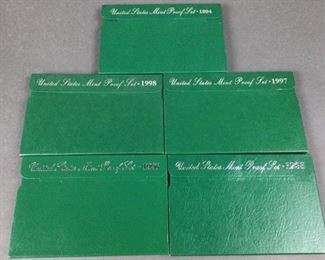 United States Mint Proof Set • 1994
United States Mint Proof Set • 1998
United States Mint Proof Set • 1997
United States Mint Proof Set •
United States Mint Proof Set •